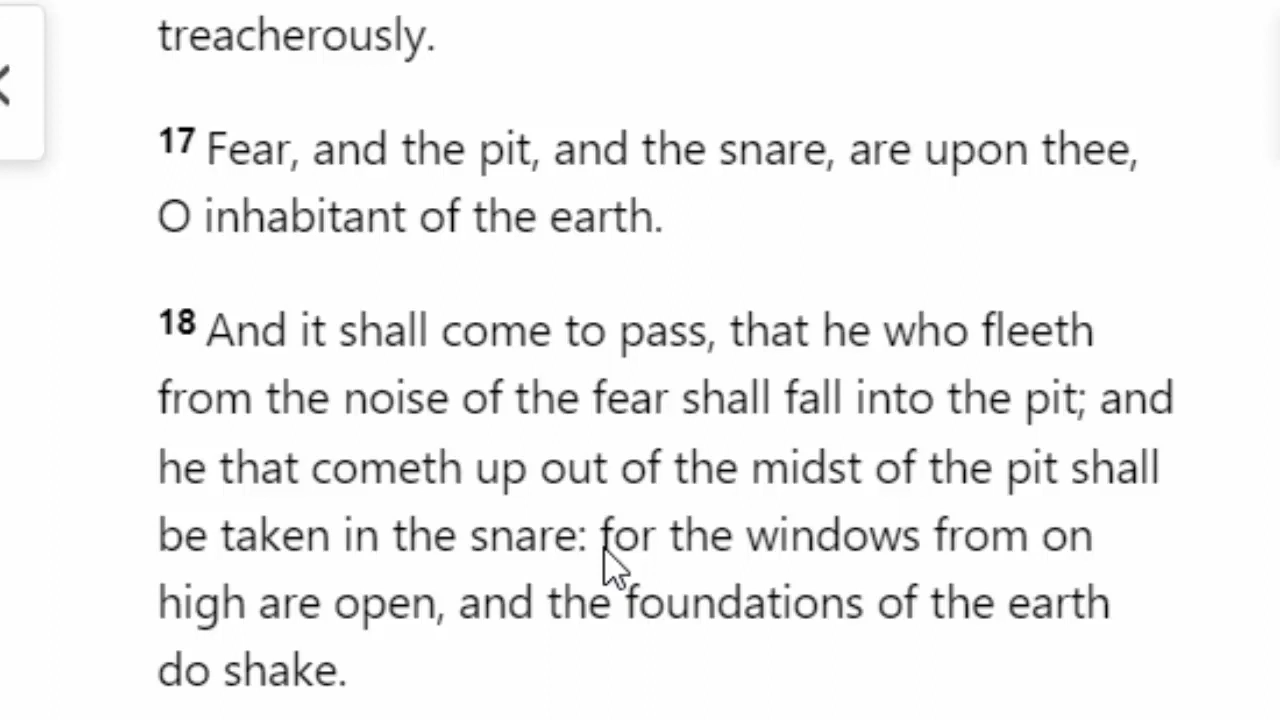 treacherously.
17 Fear, and the pit, and the snare, are upon thee,
O inhabitant of the earth.
18 And it shall come to pass, that he who fleeth
from the noise of the fear shall fall into the pit; and
he that cometh up out of the midst of the pit shall
be taken in the snare: for the windows from on
high are open, and the foundations of the earth
do shake.